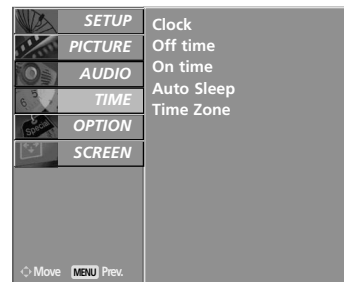 SETUP
PICTURE
AUDIO
TIME
OPTION
SCREEN
Move MENU Prev.
Clock
Off time
On time
Auto Sleep
Time Zone